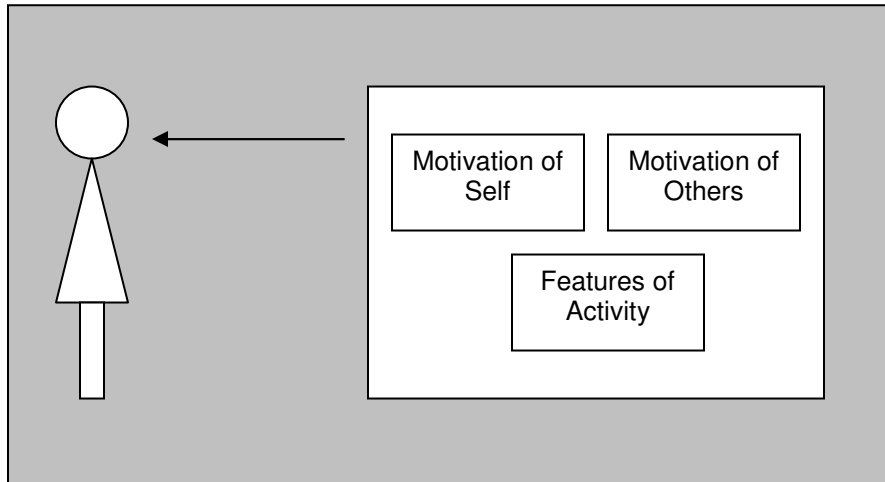 Motivation of
Self
Motivation of
Others
Features of
Activity